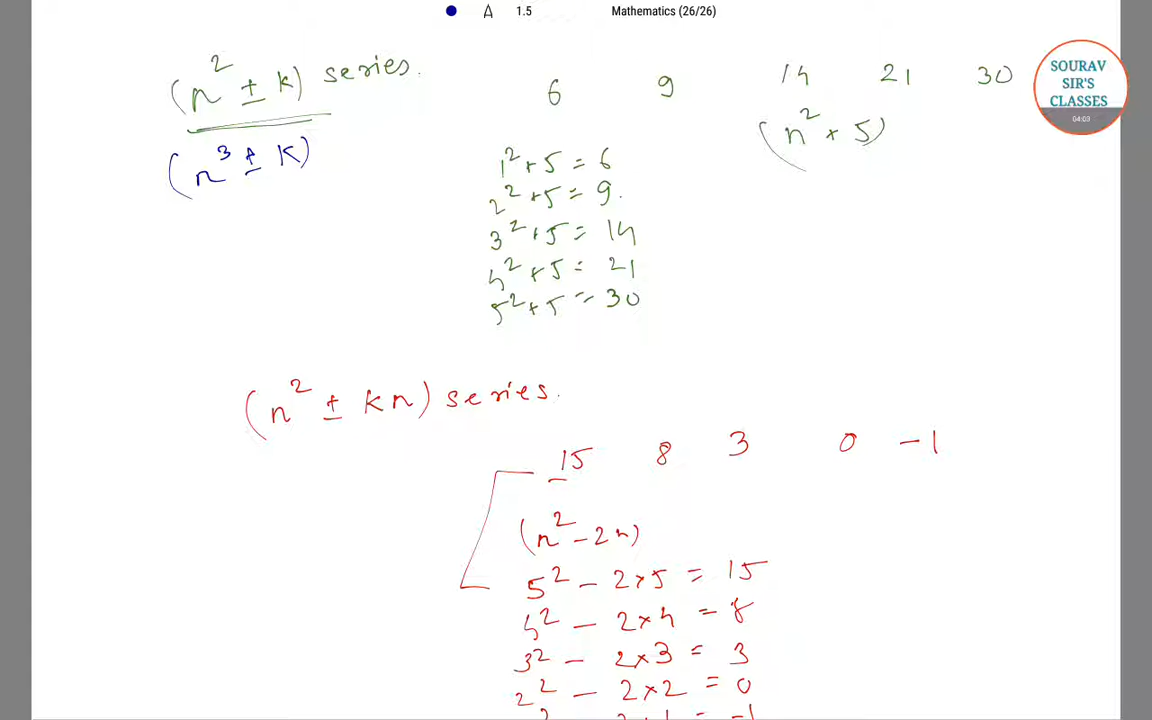 A 1.5 Mathematics (26/26)
(n² ± k) series.
6 9 14 21 30
SOURAV
SIR'S
CLASSES
04:03
(n³ ± k)
(n² + 5)
1² + 5 = 6
2² + 5 = 9.
3² + 5 = 14
4² + 5 = 21
5² + 5 = 30
(n² ± kn) series.
15 8 3 0 -1
(n² - 2n)
5² - 2×5 = 15
4² - 2×4 = 8
3² - 2×3 = 3
2² - 2×2 = 0